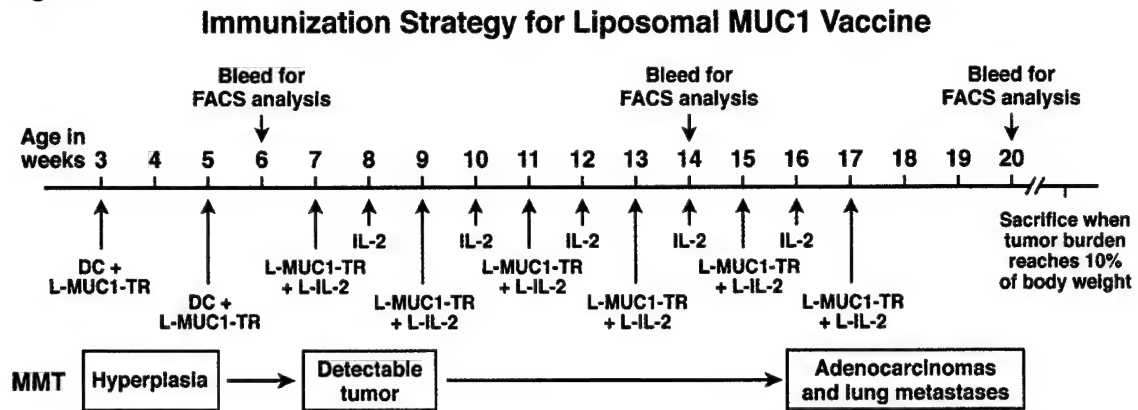 Immunization Strategy for Liposomal MUC1 Vaccine
Bleed for
FACS analysis
Bleed for
FACS analysis
Bleed for
FACS analysis
Age in
weeks 3 4 5 6 7 8 9 10 11 12 13 14 15 16 17 18 19 20
DC +
L-MUC1-TR
DC +
L-MUC1-TR
L-MUC1-TR
+ L-IL-2
IL-2
L-MUC1-TR
+ L-IL-2
IL-2
L-MUC1-TR
+ L-IL-2
IL-2
L-MUC1-TR
+ L-IL-2
IL-2
L-MUC1-TR
+ L-IL-2
IL-2
L-MUC1-TR
+ L-IL-2
Sacrifice when
tumor burden
reaches 10%
of body weight
MMT
Hyperplasia
Detectable
tumor
Adenocarcinomas
and lung metastases